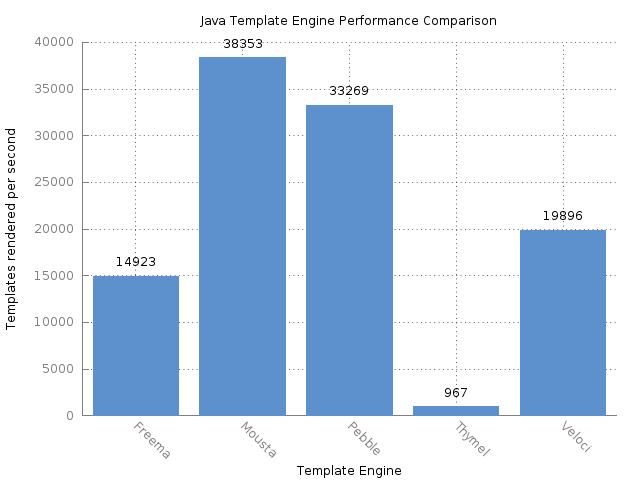 Java Template Engine Performance Comparison
Templates rendered per second
40000
35000
30000
25000
20000
15000
10000
5000
0
14923
38353
33269
967
19896
Freema
Mousta
Pebble
Thymel
Veloci
Template Engine